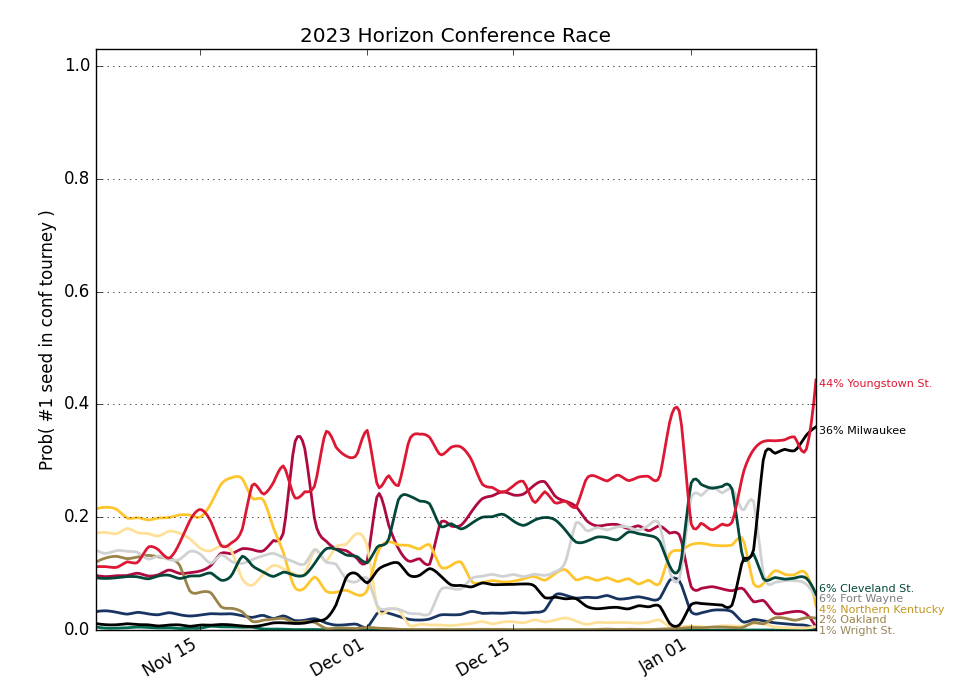 2023 Horizon Conference Race
Prob( #1 seed in conf tourney )
1.0
0.8
0.6
0.4
0.2
0.0
Nov 15
Dec 01
Dec 15
Jan 01
44% Youngstown St.
36% Milwaukee
6% Cleveland St.
6% Fort Wayne
4% Northern Kentucky
2% Oakland
1% Wright St.